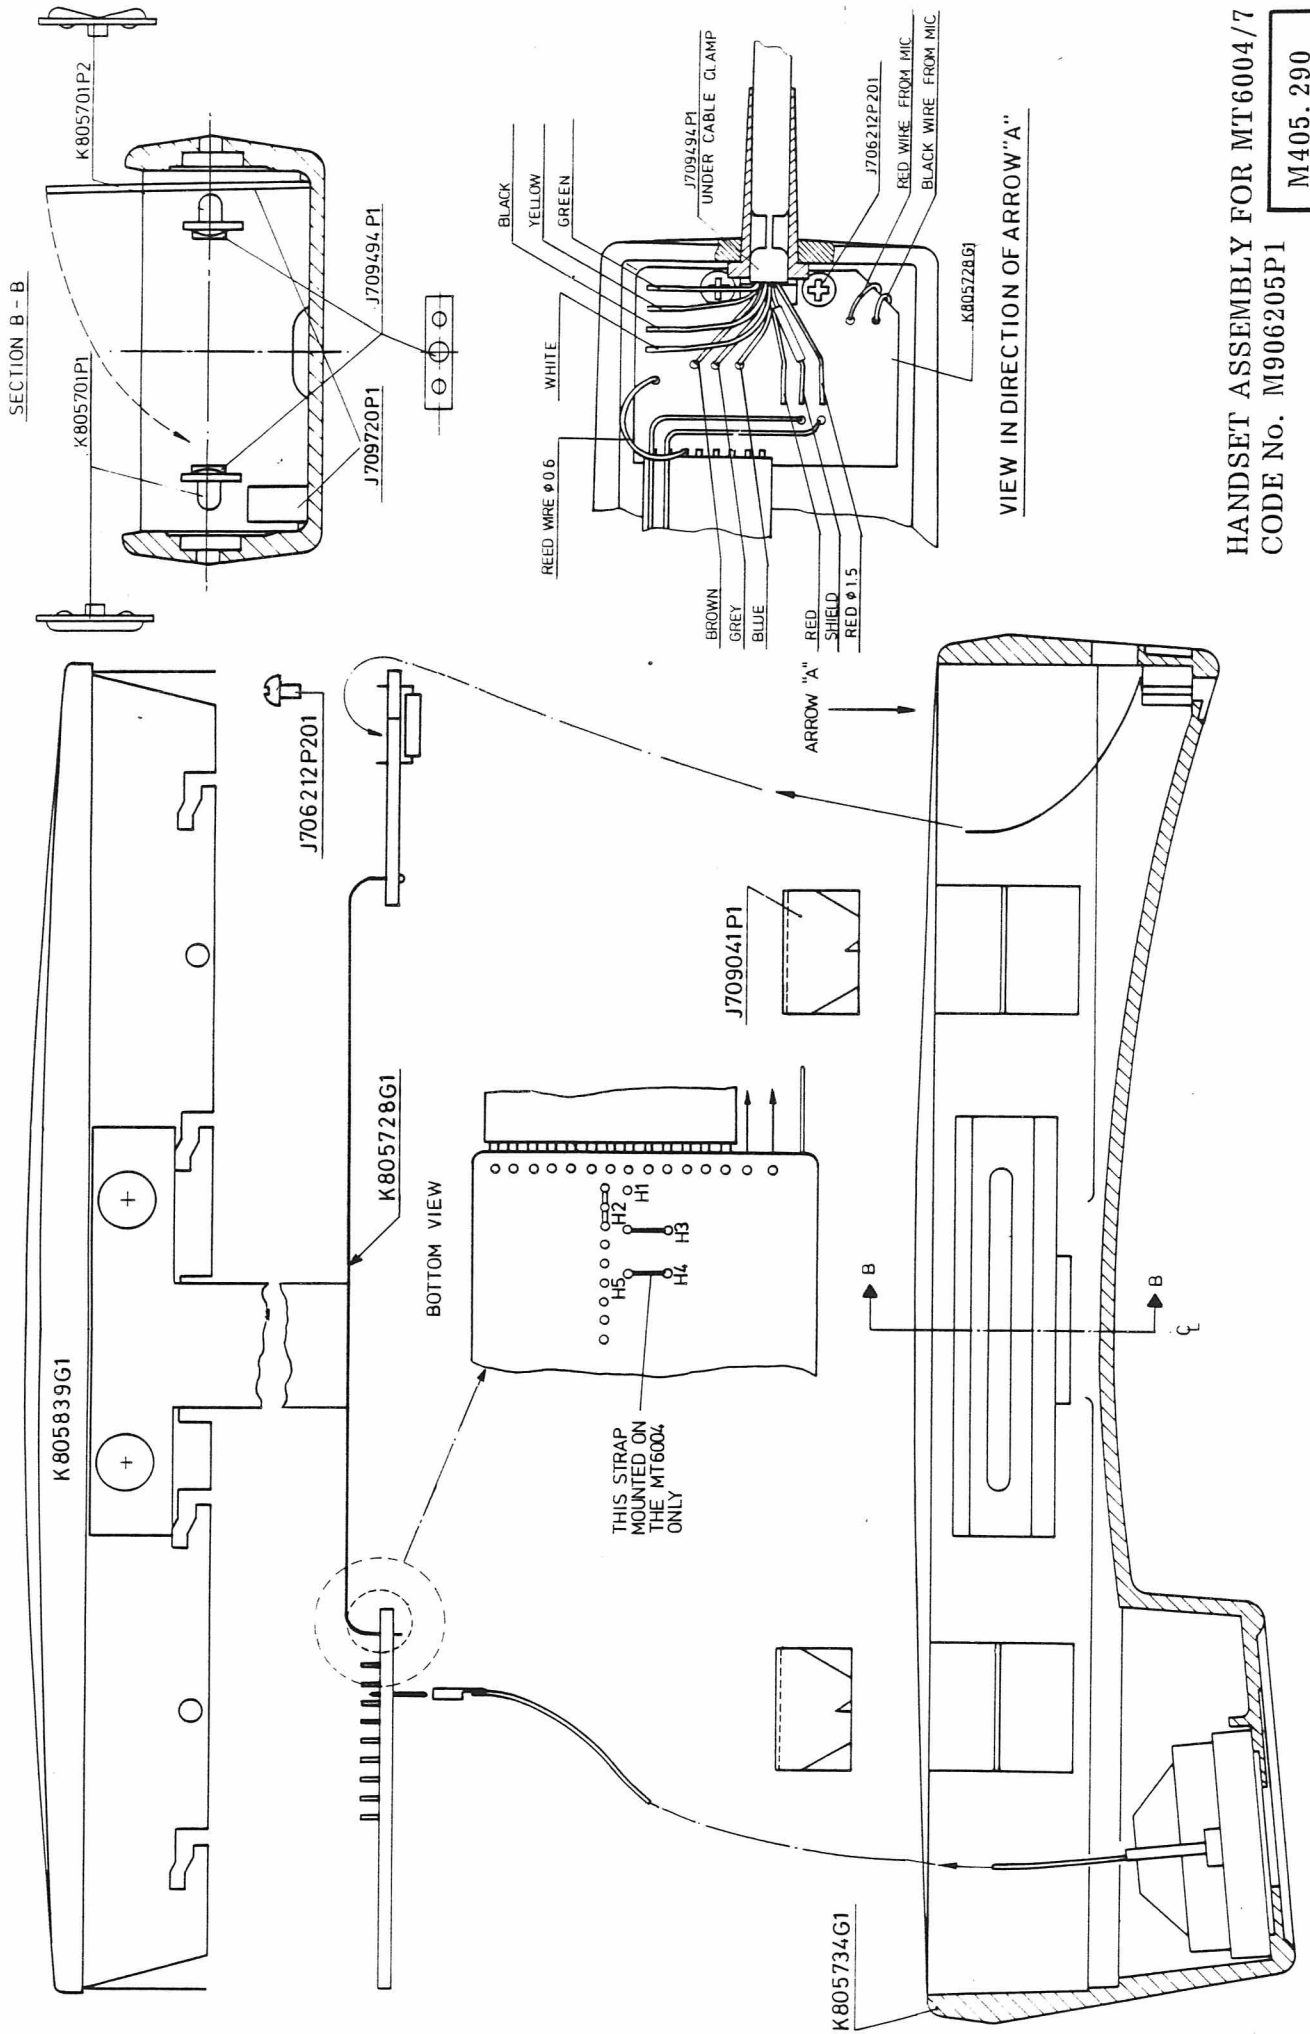 K805839G1
J706212P201
K805728G1
BOTTOM VIEW
H1
H2
H3
H4
H5
THIS STRAP
MOUNTED ON
THE MT6004
ONLY
J709041P1
K805734G1
ARROW "A"
B
B
℄
SECTION B - B
K805701P1
K805701P2
J709720P1
J709494P1
REED WIRE ø 0.6
WHITE
BLACK
YELLOW
GREEN
BROWN
GREY
BLUE
RED
SHIELD
RED ø 1.5
J709494P1
UNDER CABLE CLAMP
J706212P201
RED WIRE FROM MIC
BLACK WIRE FROM MIC
K805728G1
VIEW IN DIRECTION OF ARROW"A"
HANDSET ASSEMBLY FOR MT6004/7
CODE No. M906205P1
M405.290